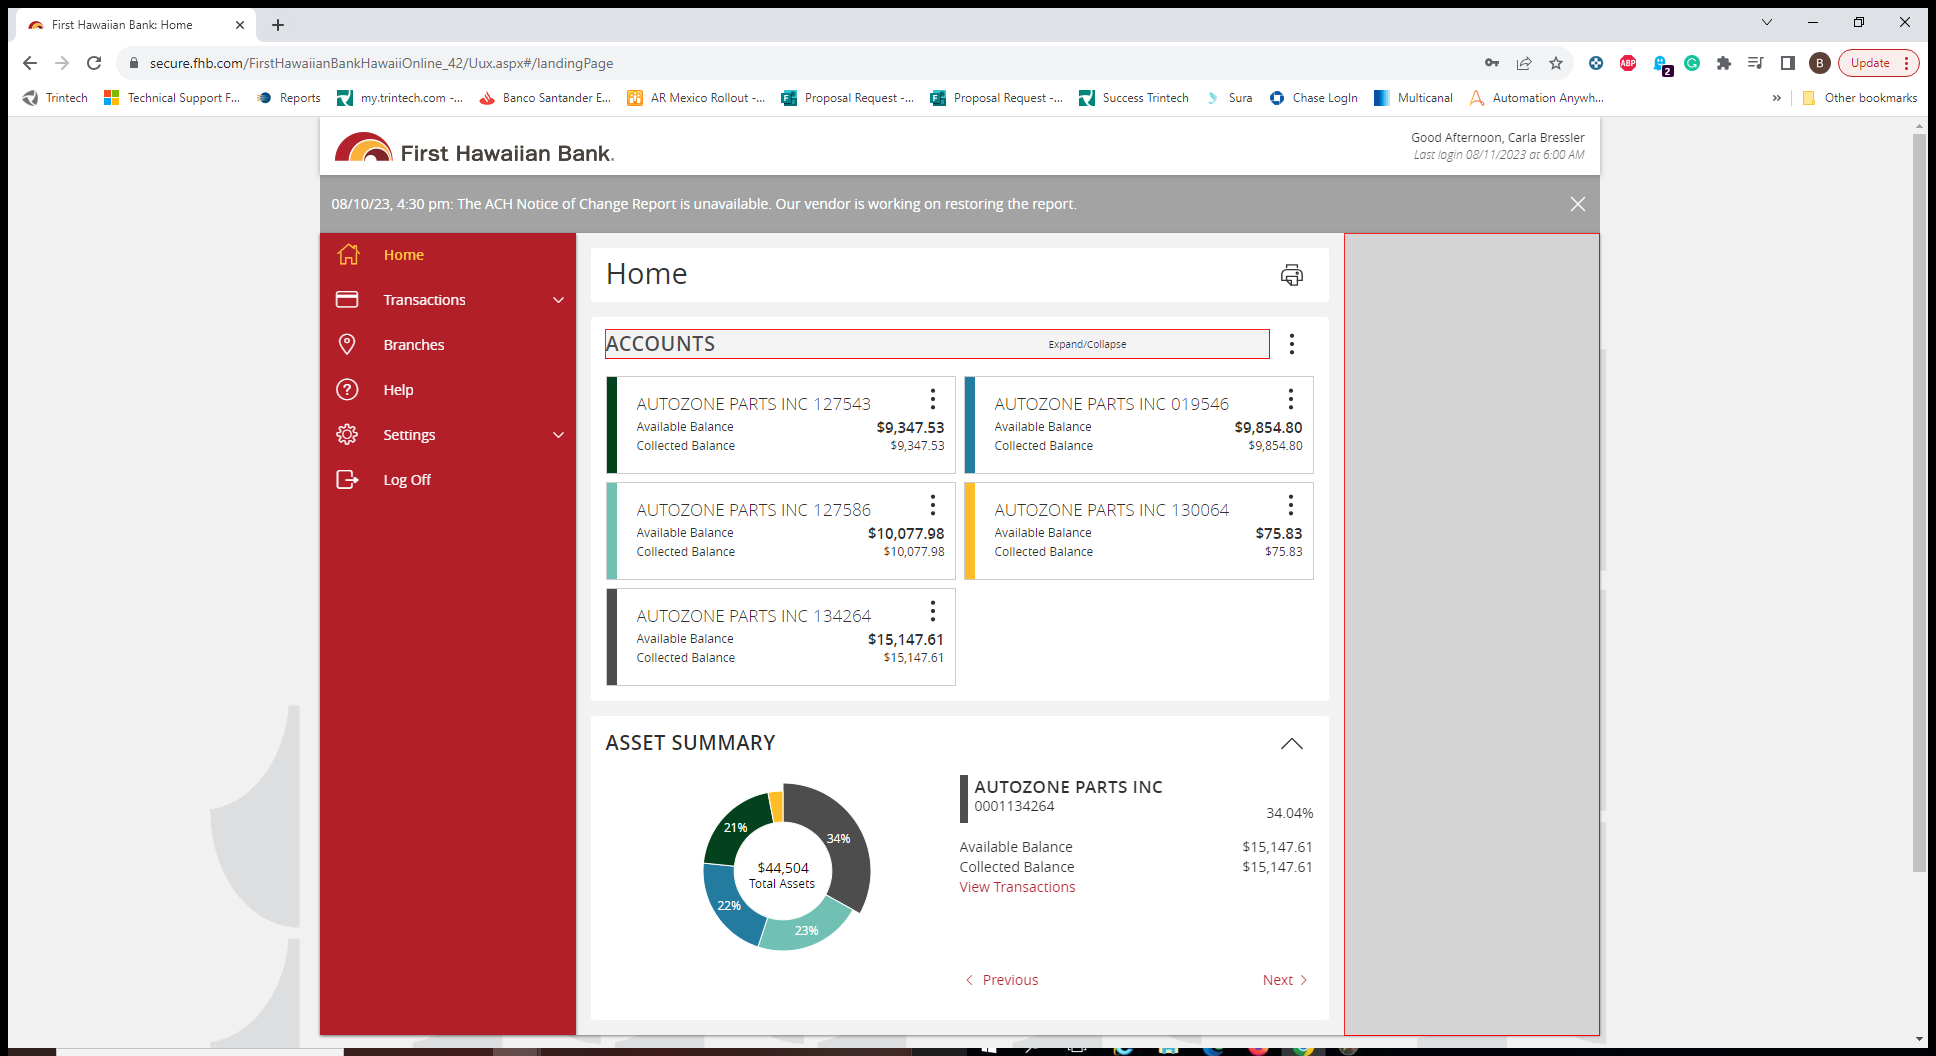 First Hawaiian Bank: Home
secure.fhb.com/FirstHawaiianBankHawaiiOnline_42/Uux.aspx#/landingPage
ABP
2
B
Update
Trintech
Technical Support F...
Reports
my.trintech.com -...
Banco Santander E...
AR Mexico Rollout -...
Proposal Request -...
Proposal Request -...
Success Trintech
Sura
Chase LogIn
Multicanal
Automation Anywh...
»
Other bookmarks
First Hawaiian Bank.
Good Afternoon, Carla Bressler
Last login 08/11/2023 at 6:00 AM
08/10/23, 4:30 pm: The ACH Notice of Change Report is unavailable. Our vendor is working on restoring the report.
Home
Transactions
Branches
Help
Settings
Log Off
Home
ACCOUNTS
Expand/Collapse
AUTOZONE PARTS INC 127543
Available Balance $9,347.53
Collected Balance $9,347.53
AUTOZONE PARTS INC 019546
Available Balance $9,854.80
Collected Balance $9,854.80
AUTOZONE PARTS INC 127586
Available Balance $10,077.98
Collected Balance $10,077.98
AUTOZONE PARTS INC 130064
Available Balance $75.83
Collected Balance $75.83
AUTOZONE PARTS INC 134264
Available Balance $15,147.61
Collected Balance $15,147.61
ASSET SUMMARY
21%
34%
22%
23%
$44,504
Total Assets
AUTOZONE PARTS INC
0001134264
34.04%
Available Balance $15,147.61
Collected Balance $15,147.61
View Transactions
Previous
Next